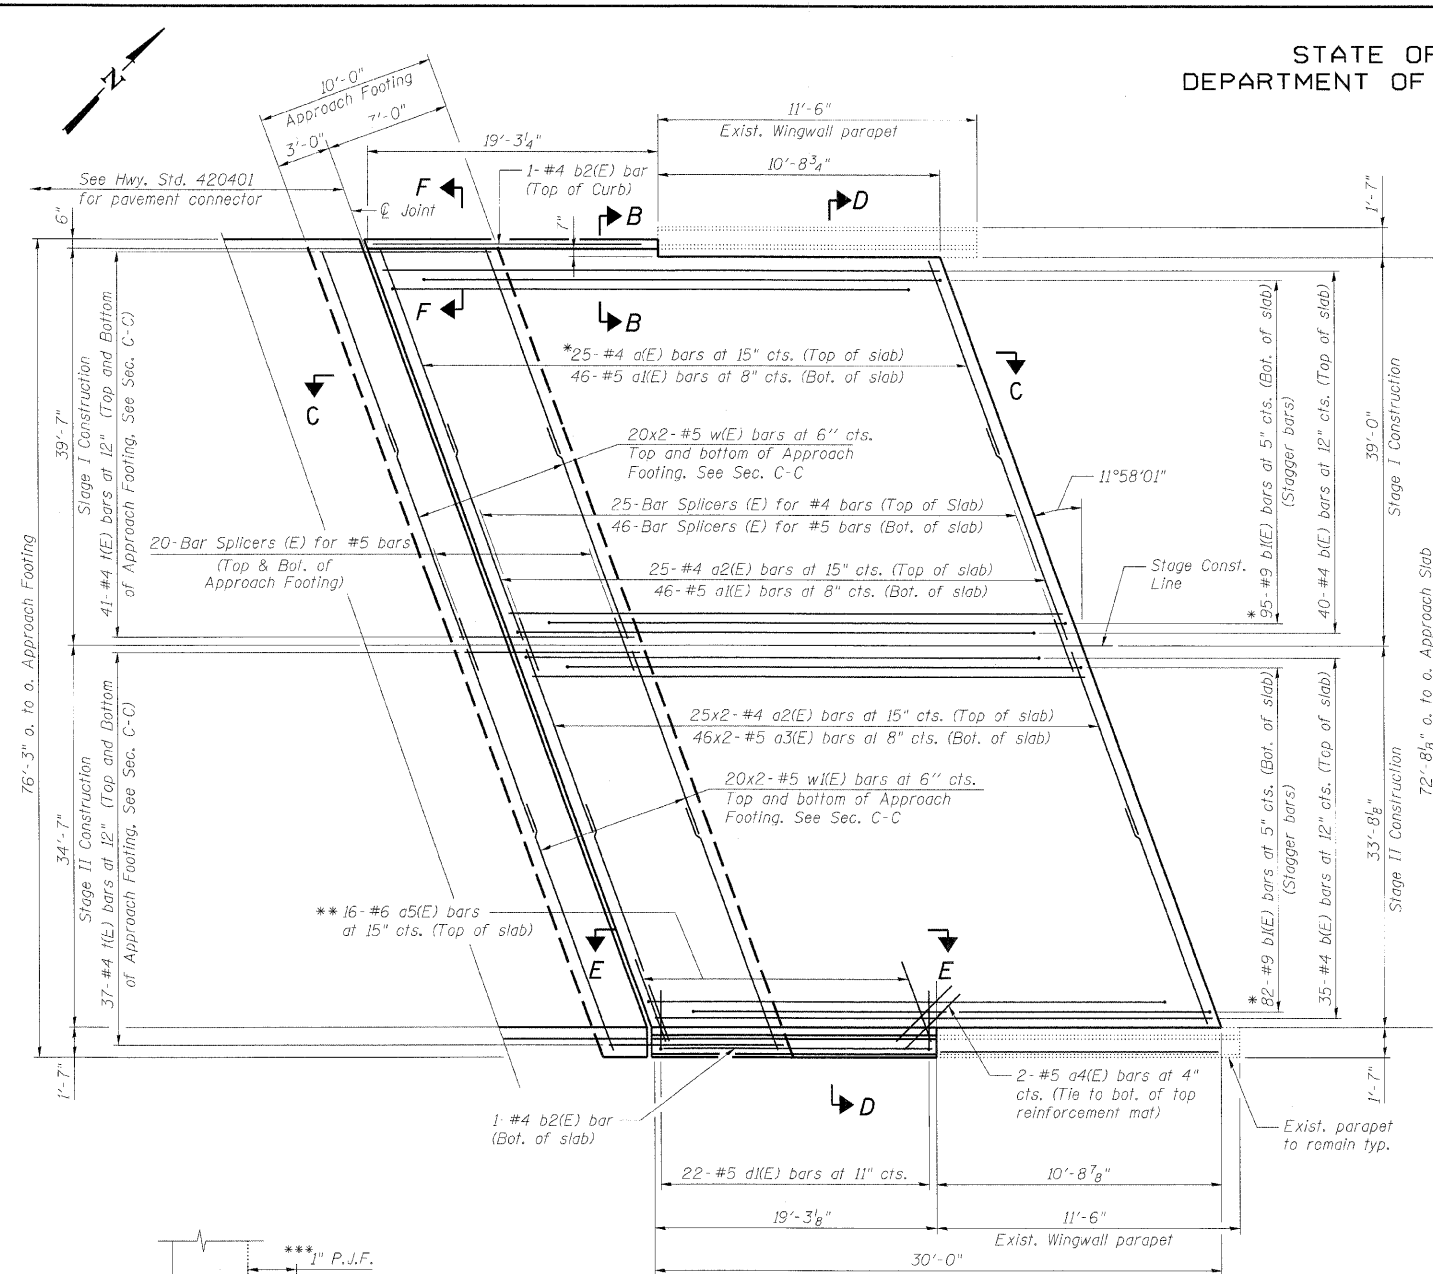 STATE OF
DEPARTMENT OF
N
10'-0"
Approach Footing
3'-0"
7'-0"
19'-3 1/4"
11'-6"
Exist. Wingwall parapet
10'-8 3/4"
1'-7"
See Hwy. Std. 420401
for pavement connector
1-#4 b2(E) bar
(Top of Curb)
℄ Joint
F
B
D
7"
6"
F
B
C
C
*25-#4 a(E) bars at 15" cts. (Top of slab)
46-#5 a1(E) bars at 8" cts. (Bot. of slab)
20x2-#5 w(E) bars at 6" cts.
Top and bottom of Approach
Footing. See Sec. C-C
11°58'01"
25-Bar Splicers (E) for #4 bars (Top of Slab)
46-Bar Splicers (E) for #5 bars (Bot. of slab)
20-Bar Splicers (E) for #5 bars
(Top & Bot. of
Approach Footing)
25-#4 a2(E) bars at 15" cts. (Top of slab)
46-#5 a1(E) bars at 8" cts. (Bot. of slab)
Stage Const.
Line
25x2-#4 a2(E) bars at 15" cts. (Top of slab)
46x2-#5 a3(E) bars at 8" cts. (Bot. of slab)
20x2-#5 w1(E) bars at 6" cts.
Top and bottom of Approach
Footing. See Sec. C-C
**16-#6 a5(E) bars
at 15" cts. (Top of slab)
E
E
76'-3" o. to o. Approach Footing
39'-7"
Stage I Construction
41-#4 t(E) bars at 12" (Top and Bottom
of Approach Footing, See Sec. C-C)
34'-7"
Stage II Construction
37-#4 t(E) bars at 12" (Top and Bottom
of Approach Footing, See Sec. C-C)
1'-7"
*95-#9 b1(E) bars at 5" cts. (Bot. of slab)
(Stagger bars)
40-#4 b(E) bars at 12" cts. (Top of slab)
39'-0"
Stage I Construction
72'-8 1/8" o. to o. Approach Slab
*82-#9 b1(E) bars at 5" cts. (Bot. of slab)
(Stagger bars)
35-#4 b(E) bars at 12" cts. (Top of slab)
33'-8 1/8"
Stage II Construction
1'-7"
2-#5 a4(E) bars at 4"
cts. (Tie to bot. of top
reinforcement mat)
D
1-#4 b2(E) bar
(Bot. of slab)
Exist. parapet
to remain typ.
22-#5 d1(E) bars at 11" cts.
10'-8 7/8"
19'-3 1/8"
11'-6"
Exist. Wingwall parapet
30'-0"
***1" P.J.F.